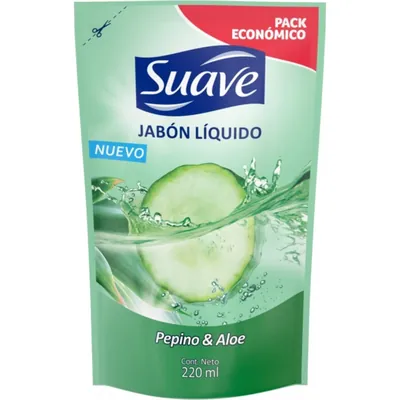 PACK
ECONÓMICO
Suave
JABÓN LÍQUIDO
NUEVO
Pepino & Aloe
Cont. Neto
220 ml